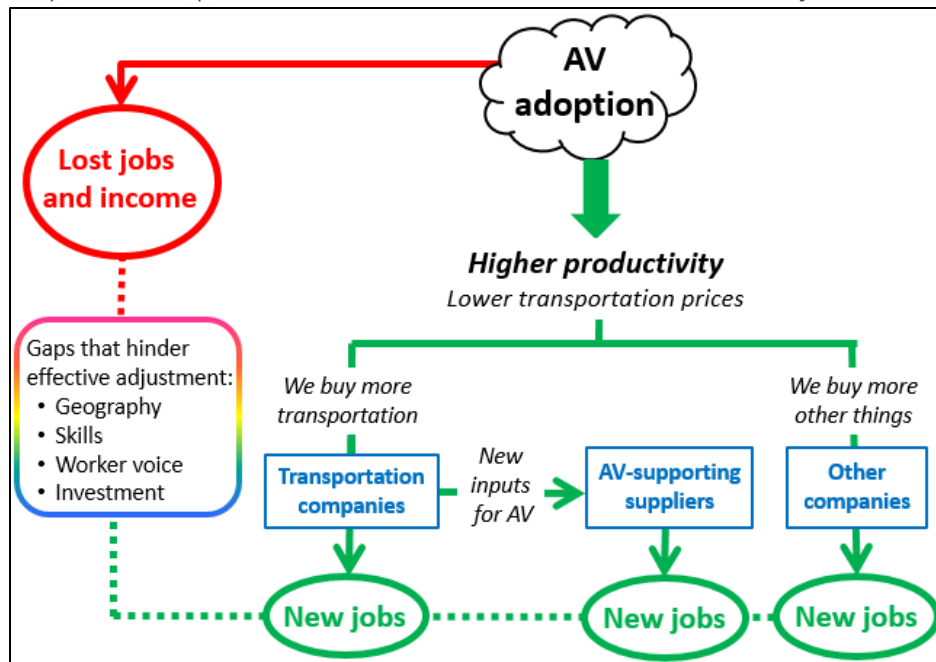 AV
adoption
Lost jobs
and income
Higher productivity
Lower transportation prices
Gaps that hinder
effective adjustment:
• Geography
• Skills
• Worker voice
• Investment
We buy more
transportation
We buy more
other things
Transportation
companies
New
inputs
for AV
AV-supporting
suppliers
Other
companies
New jobs
New jobs
New jobs